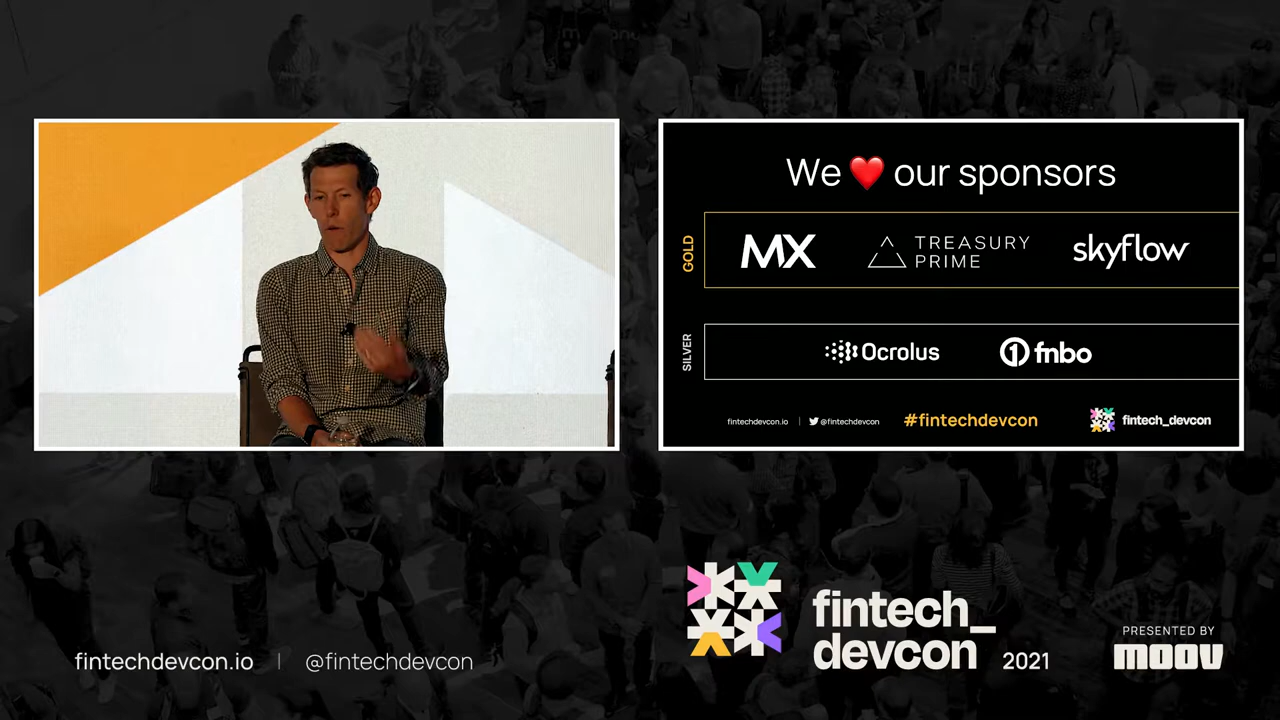 We ❤️ our sponsors
GOLD
MX
TREASURY
PRIME
skyflow
SILVER
Ocrolus
1 fnbo
fintechdevcon.io | @fintechdevcon
#fintechdevcon
fintech_devcon
fintech_
devcon 2021
PRESENTED BY
moov
fintechdevcon.io | @fintechdevcon